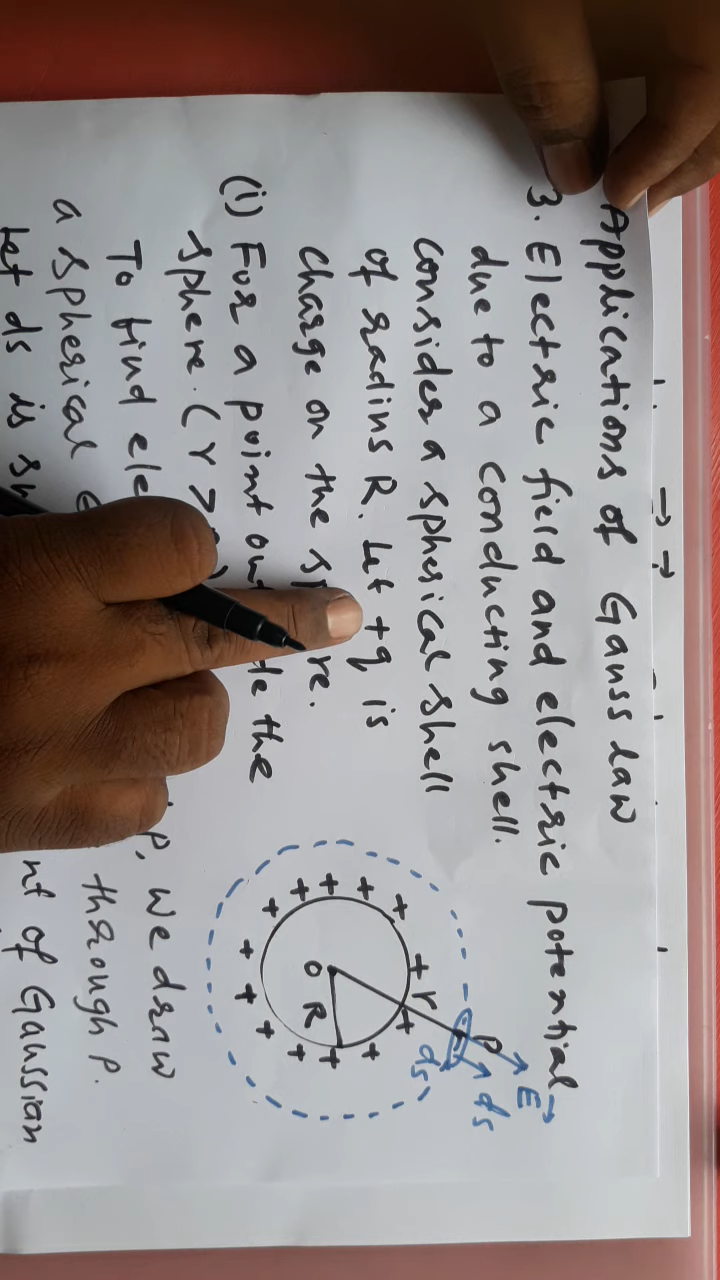 Applications of Gauss law
3. Electric field and electric potential
due to a conducting shell.
Consider a spherical shell
of radius R. Let +q is
charge on the
(i) For a point the
sphere. (r >
To find P, we draw
a spherical through P.
Let ds is of Gaussian
+ + + + + + + + + + + + + +
O
R
r
P
E
ds
ds